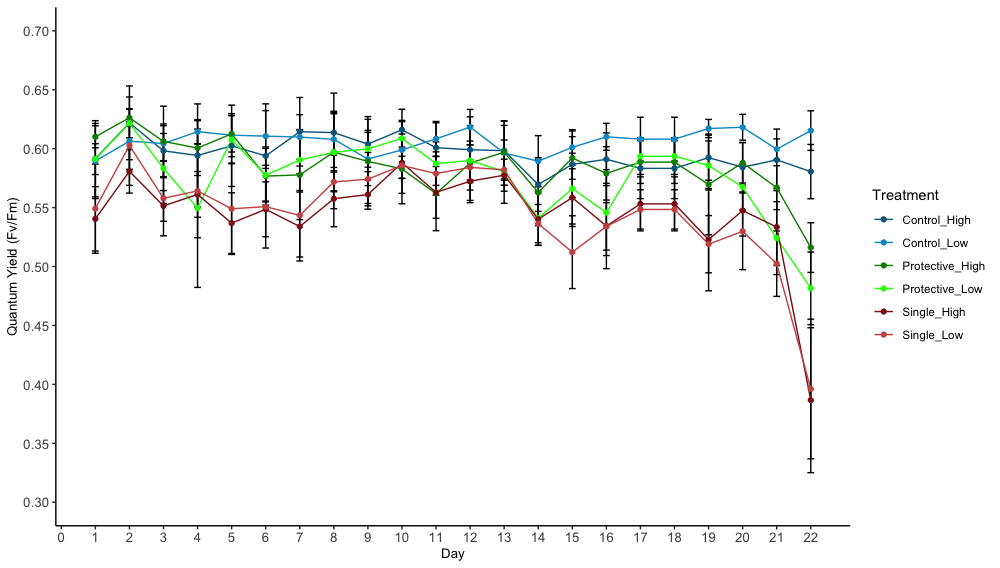 Quantum Yield (Fv/Fm)
0.70
0.65
0.60
0.55
0.50
0.45
0.40
0.35
0.30
0 1 2 3 4 5 6 7 8 9 10 11 12 13 14 15 16 17 18 19 20 21 22
Day
Treatment
Control_High
Control_Low
Protective_High
Protective_Low
Single_High
Single_Low